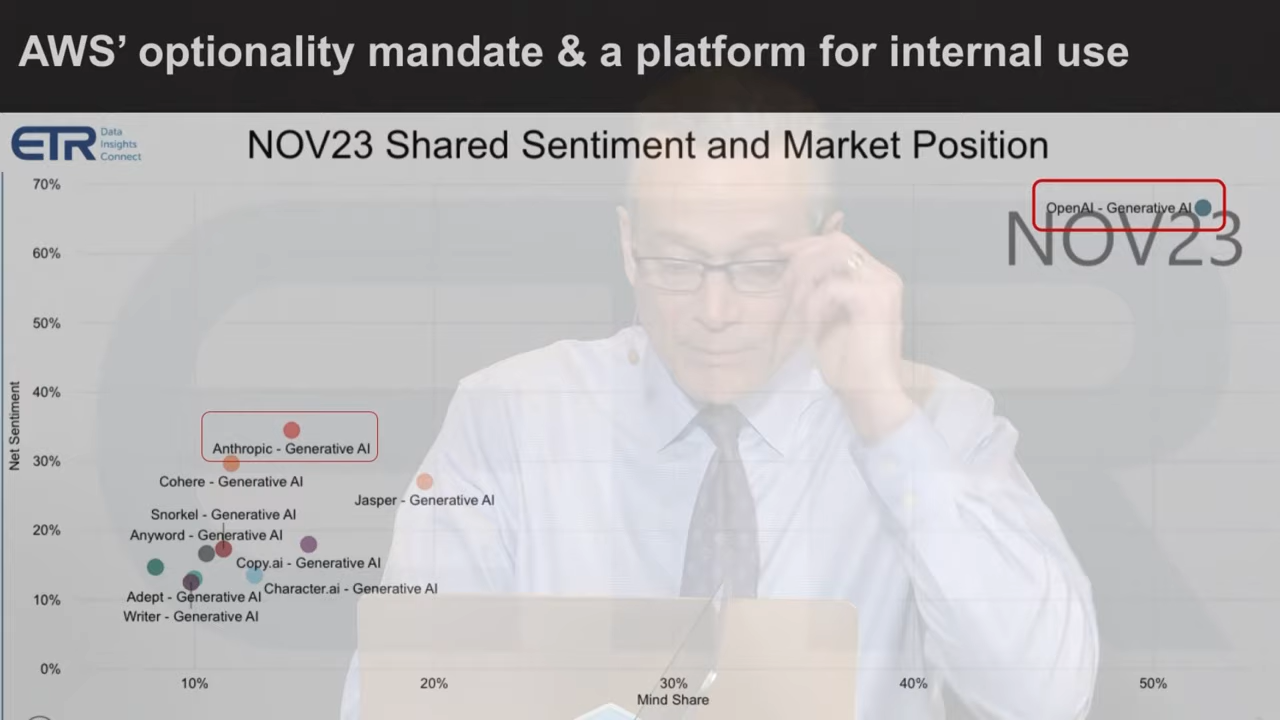 AWS’ optionality mandate & a platform for internal use
ETR
Data
Insights
Connect
NOV23 Shared Sentiment and Market Position
70%
OpenAI - Generative AI
NOV23
60%
50%
40%
Net Sentiment
Anthropic - Generative AI
30%
Cohere - Generative AI
Jasper - Generative AI
Snorkel - Generative AI
20%
Anyword - Generative AI
Copy.ai - Generative AI
Character.ai - Generative AI
10%
Adept - Generative AI
Writer - Generative AI
0%
10%
20%
30%
40%
50%
Mind Share